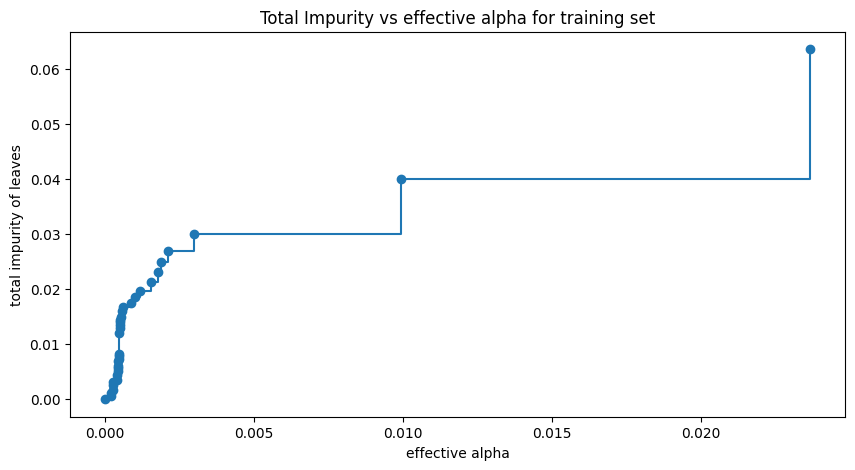 Total Impurity vs effective alpha for training set
total impurity of leaves
0.06
0.05
0.04
0.03
0.02
0.01
0.00
0.000 0.005 0.010 0.015 0.020
effective alpha